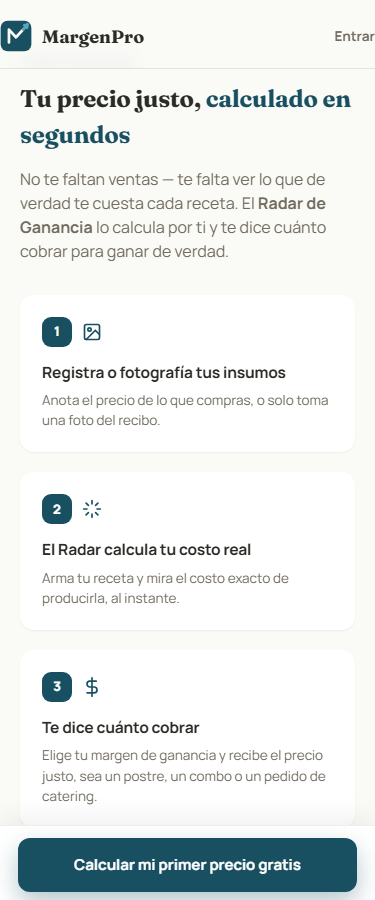 MargenPro
Entrar
Tu precio justo, calculado en
segundos
No te faltan ventas — te falta ver lo que de
verdad te cuesta cada receta. El Radar de
Ganancia lo calcula por ti y te dice cuánto
cobrar para ganar de verdad.
1
Registra o fotografía tus insumos
Anota el precio de lo que compras, o solo toma
una foto del recibo.
2
El Radar calcula tu costo real
Arma tu receta y mira el costo exacto de
producirla, al instante.
3
Te dice cuánto cobrar
Elige tu margen de ganancia y recibe el precio
justo, sea un postre, un combo o un pedido de
catering.
Calcular mi primer precio gratis